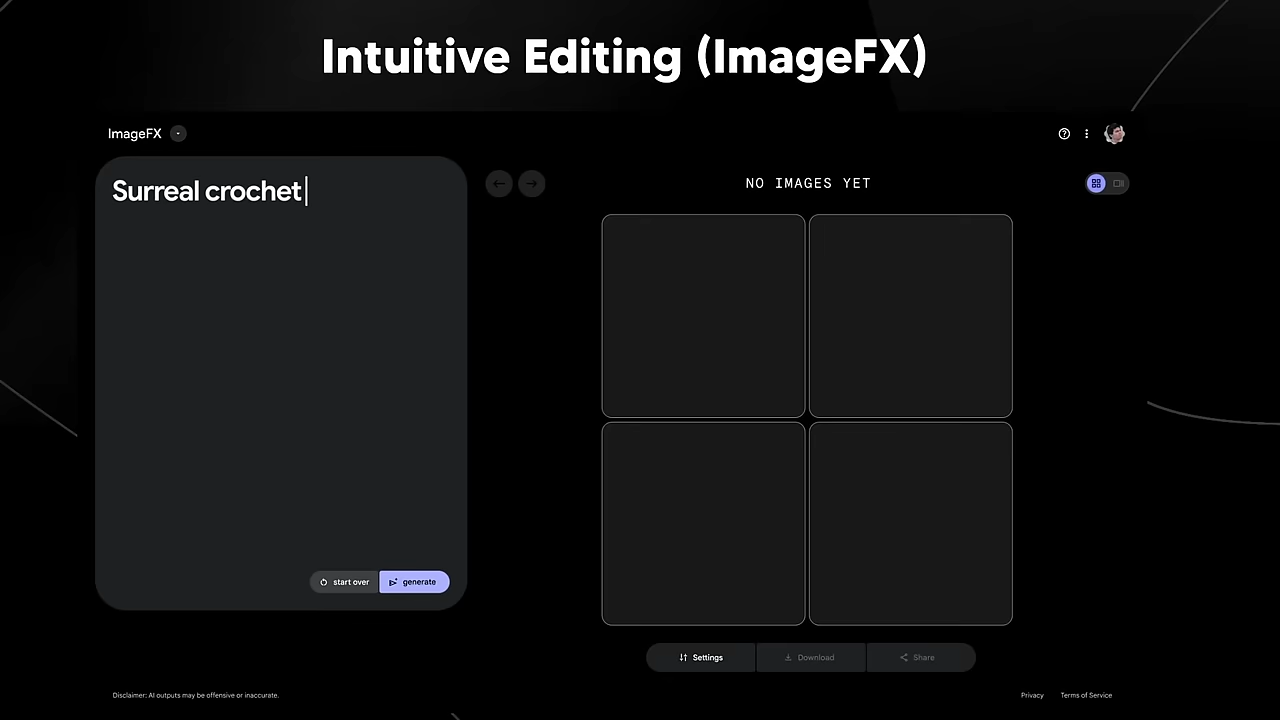 Intuitive Editing (ImageFX)
ImageFX
Surreal crochet
NO IMAGES YET
start over
generate
Settings
Download
Share
Disclaimer: AI outputs may be offensive or inaccurate.
Privacy
Terms of Service